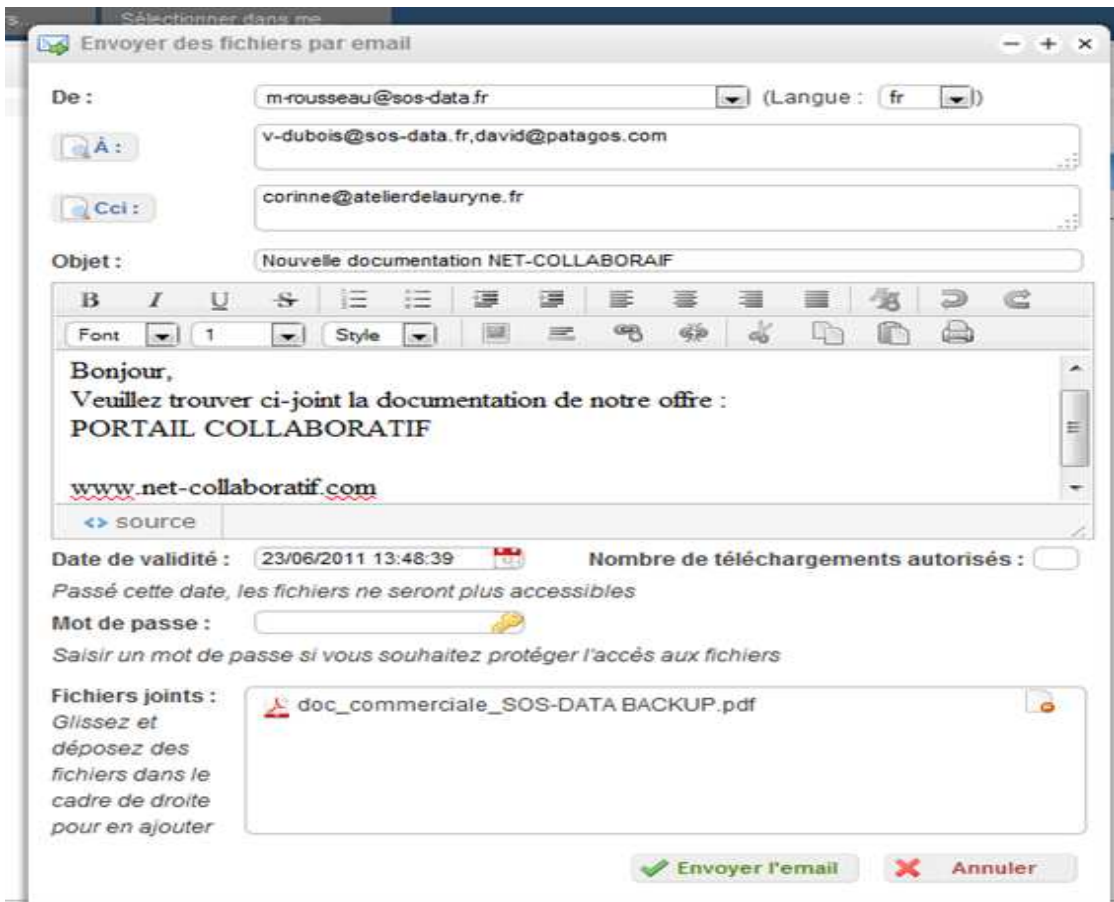 Sélectionner dans me...
Envoyer des fichiers par email
De : m-rousseau@sos-data.fr (Langue : fr )
À : v-dubois@sos-data.fr,david@patagos.com
Cci : corinne@atelierdelauryne.fr
Objet : Nouvelle documentation NET-COLLABORAIF
B I U S
Font 1 Style
Bonjour,
Veuillez trouver ci-joint la documentation de notre offre :
PORTAIL COLLABORATIF
www.net-collaboratif.com
<> source
Date de validité : 23/06/2011 13:48:39 Nombre de téléchargements autorisés :
Passé cette date, les fichiers ne seront plus accessibles
Mot de passe :
Saisir un mot de passe si vous souhaitez protéger l'accès aux fichiers
Fichiers joints : doc_commerciale_SOS-DATA BACKUP.pdf
Glissez et
déposez des
fichiers dans le
cadre de droite
pour en ajouter
Envoyer l'email Annuler